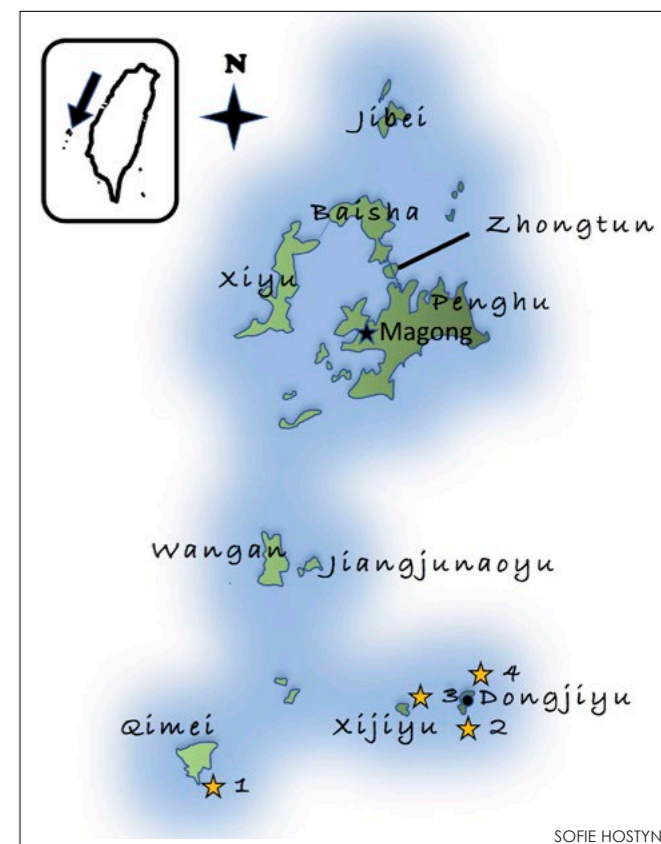 N
Jibei
Baisha
Zhongtun
Xiyu
Penghu
Magong
Wangan
Jiangjunaoyu
4
3 Dongjiyu
Qimei
Xijiyu
2
1
SOFIE HOSTYN